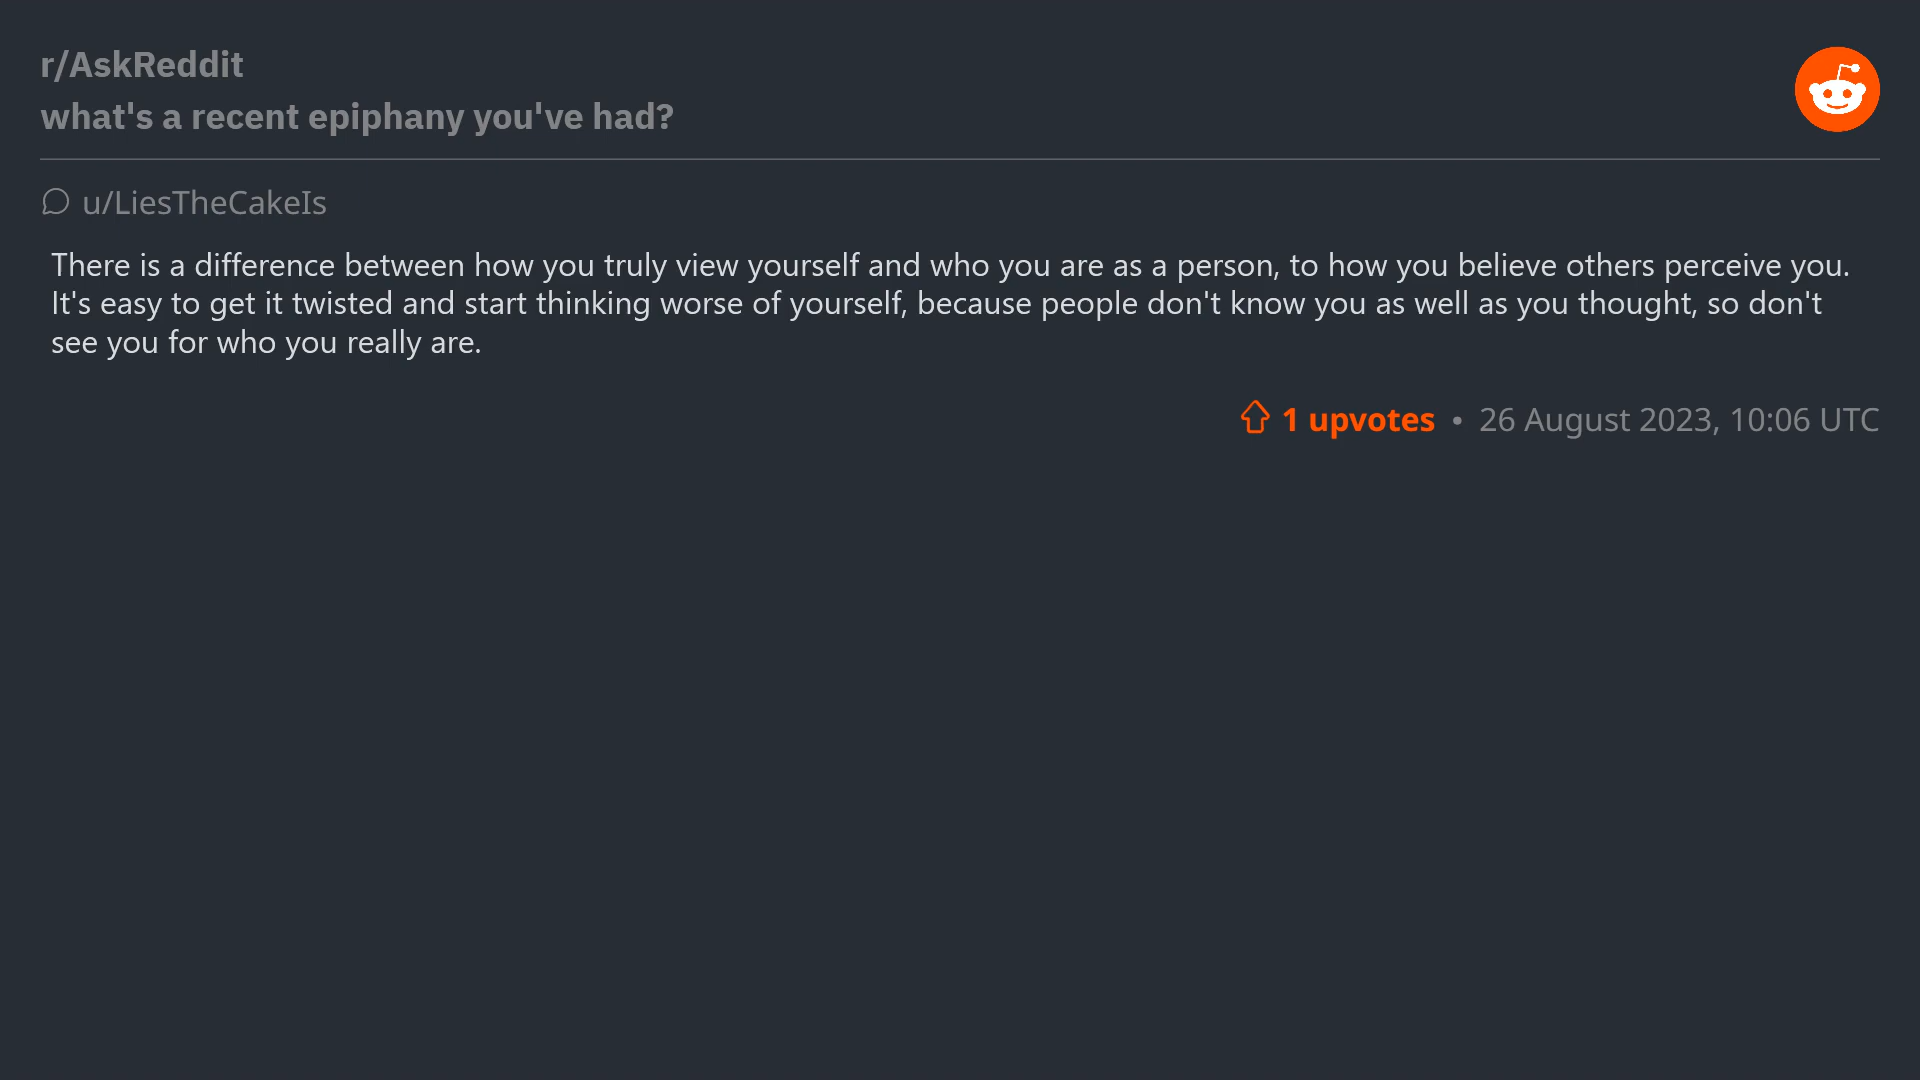 r/AskReddit
what's a recent epiphany you've had?
u/LiesTheCakeIs
There is a difference between how you truly view yourself and who you are as a person, to how you believe others perceive you.
It's easy to get it twisted and start thinking worse of yourself, because people don't know you as well as you thought, so don't
see you for who you really are.
1 upvotes • 26 August 2023, 10:06 UTC